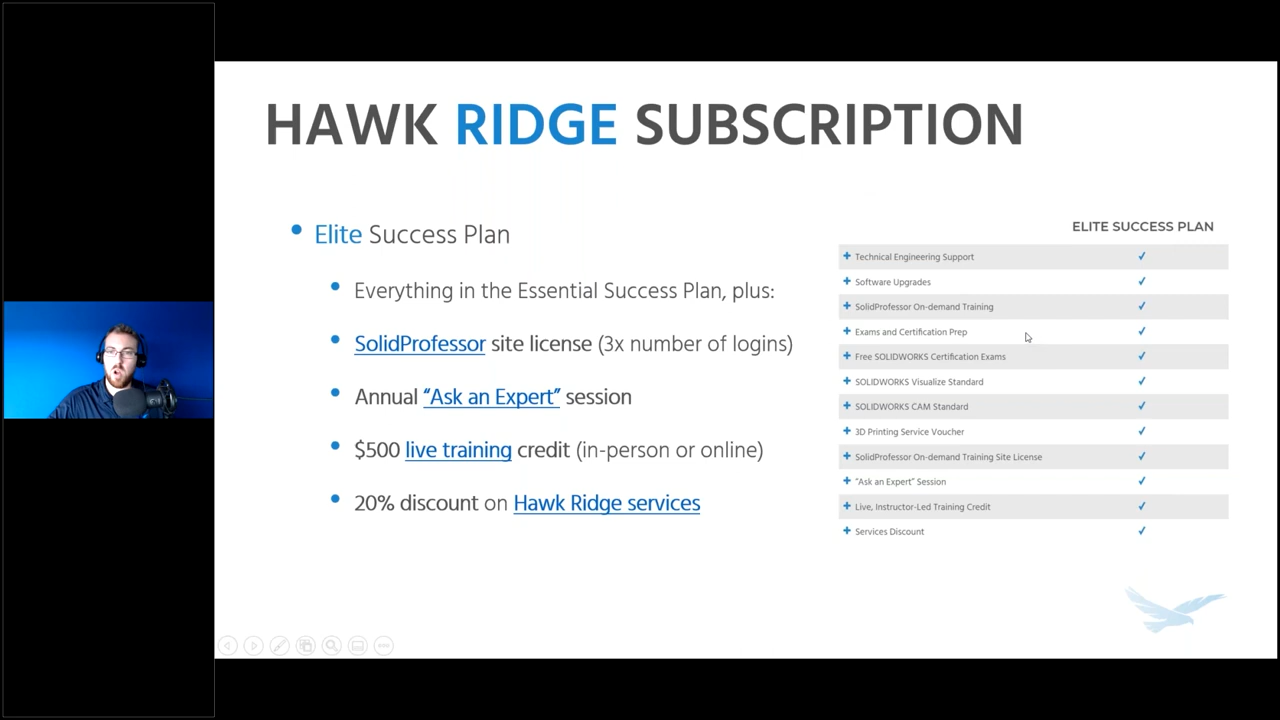 HAWK RIDGE SUBSCRIPTION
Elite Success Plan
Everything in the Essential Success Plan, plus:
SolidProfessor site license (3x number of logins)
Annual “Ask an Expert” session
$500 live training credit (in-person or online)
20% discount on Hawk Ridge services
ELITE SUCCESS PLAN
Technical Engineering Support
Software Upgrades
SolidProfessor On-demand Training
Exams and Certification Prep
Free SOLIDWORKS Certification Exams
SOLIDWORKS Visualize Standard
SOLIDWORKS CAM Standard
3D Printing Service Voucher
SolidProfessor On-demand Training Site License
“Ask an Expert” Session
Live, Instructor-Led Training Credit
Services Discount